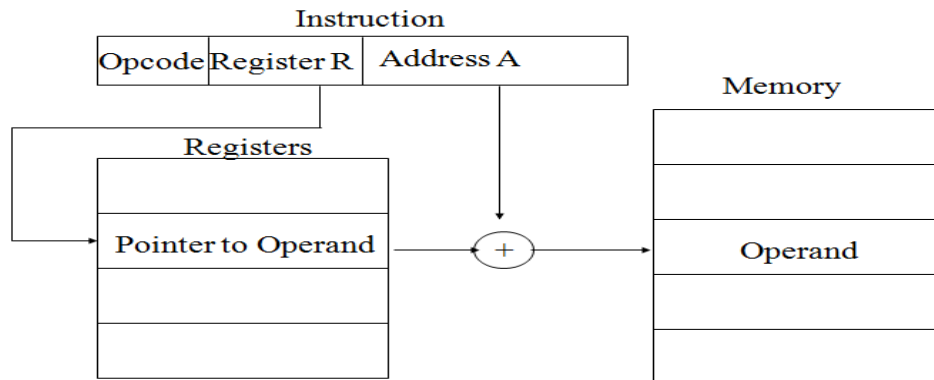 Instruction
Opcode Register R Address A
Memory
Registers
Pointer to Operand + Operand